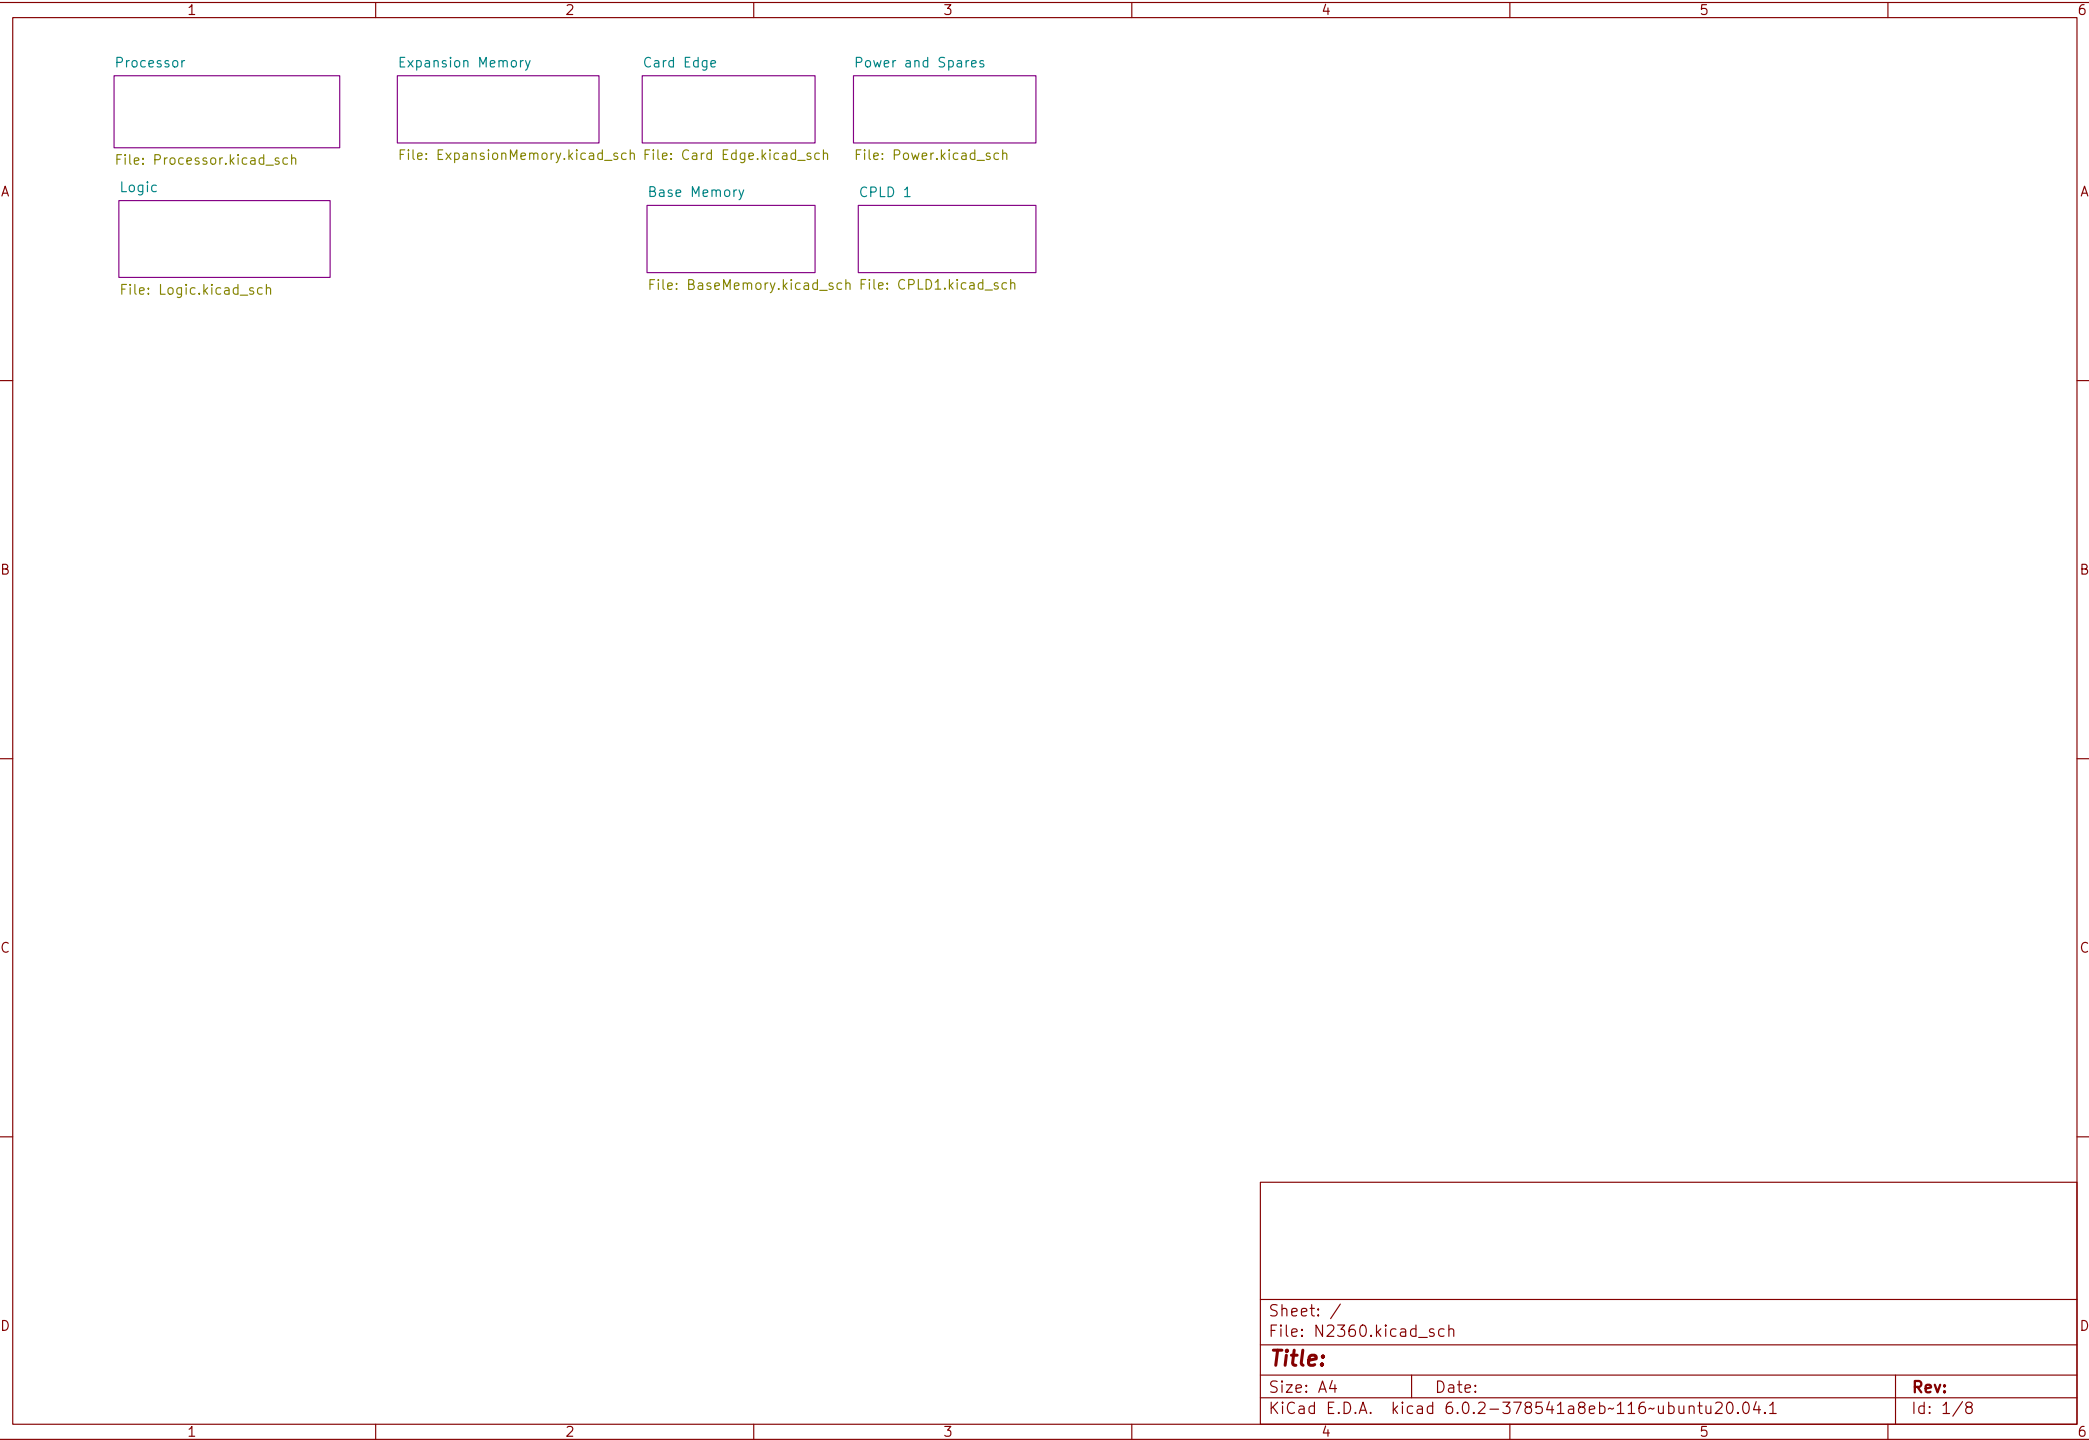 1 2 3 4 5 6
Processor
Expansion Memory
Card Edge
Power and Spares
File: Processor.kicad_sch
File: ExpansionMemory.kicad_sch
File: Card Edge.kicad_sch
File: Power.kicad_sch
A
A
Logic
Base Memory
CPLD 1
File: Logic.kicad_sch
File: BaseMemory.kicad_sch
File: CPLD1.kicad_sch
B
B
C
C
Sheet: /
File: N2360.kicad_sch
D
D
Title:
Size: A4
Date:
Rev:
KiCad E.D.A. kicad 6.0.2-378541a8eb~116~ubuntu20.04.1
Id: 1/8
1 2 3 4 5 6